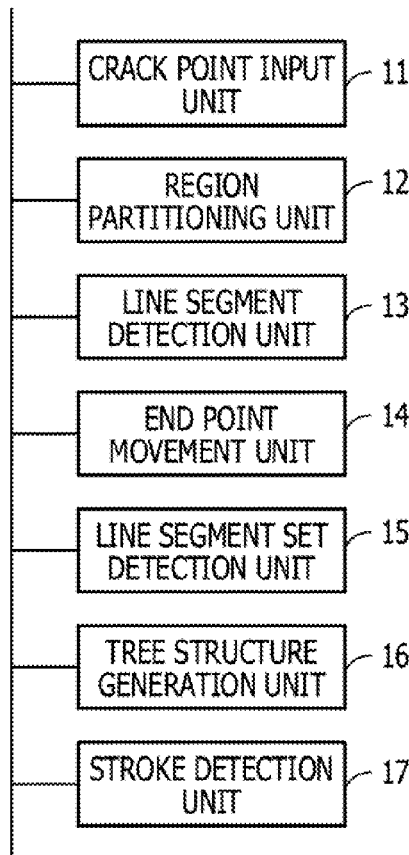 CRACK POINT INPUT
UNIT
11
REGION
PARTITIONING UNIT
12
LINE SEGMENT
DETECTION UNIT
13
END POINT
MOVEMENT UNIT
14
LINE SEGMENT SET
DETECTION UNIT
15
TREE STRUCTURE
GENERATION UNIT
16
STROKE DETECTION
UNIT
17